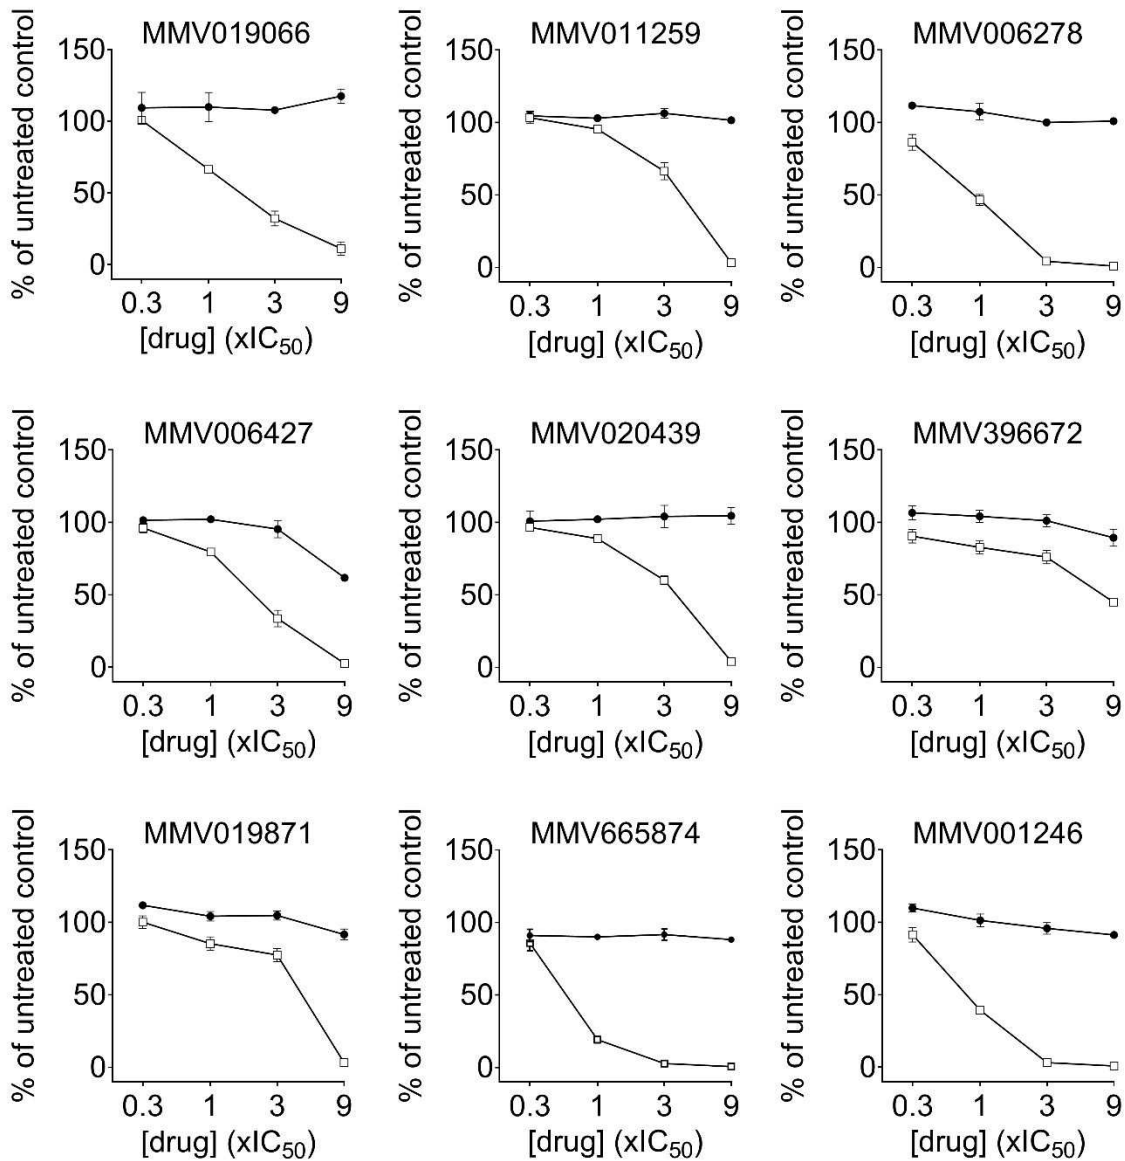 MMV019066
% of untreated control
150
100
50
0
0.3 1 3 9
[drug] (xIC50)
MMV011259
% of untreated control
150
100
50
0
0.3 1 3 9
[drug] (xIC50)
MMV006278
% of untreated control
150
100
50
0
0.3 1 3 9
[drug] (xIC50)
MMV006427
% of untreated control
150
100
50
0
0.3 1 3 9
[drug] (xIC50)
MMV020439
% of untreated control
150
100
50
0
0.3 1 3 9
[drug] (xIC50)
MMV396672
% of untreated control
150
100
50
0
0.3 1 3 9
[drug] (xIC50)
MMV019871
% of untreated control
150
100
50
0
0.3 1 3 9
[drug] (xIC50)
MMV665874
% of untreated control
150
100
50
0
0.3 1 3 9
[drug] (xIC50)
MMV001246
% of untreated control
150
100
50
0
0.3 1 3 9
[drug] (xIC50)